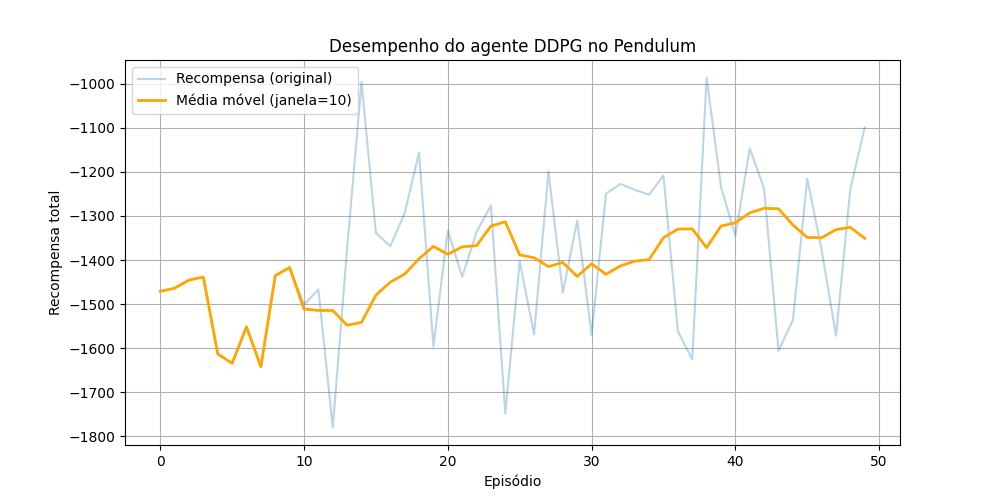 Desempenho do agente DDPG no Pendulum
Recompensa (original)
Média móvel (janela=10)
Recompensa total
−1000
−1100
−1200
−1300
−1400
−1500
−1600
−1700
−1800
0 10 20 30 40 50
Episódio